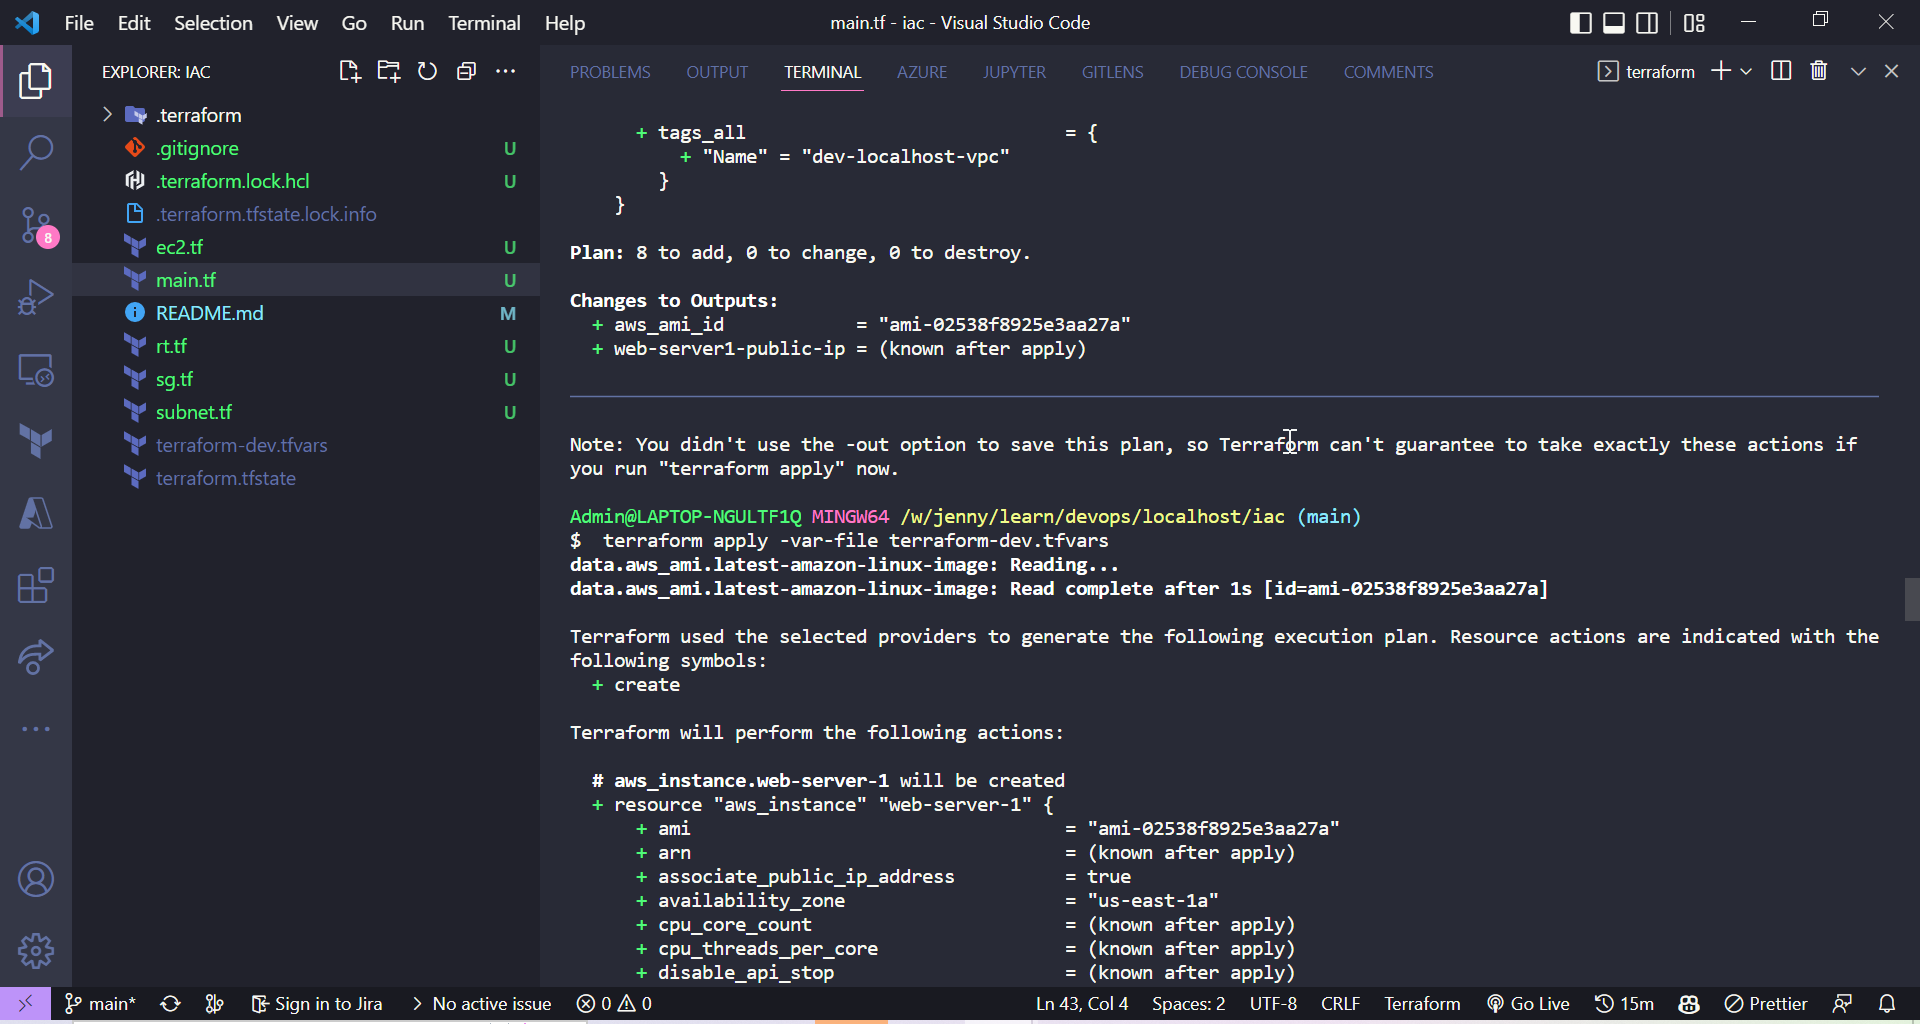 File Edit Selection View Go Run Terminal Help
main.tf - iac - Visual Studio Code
EXPLORER: IAC
.terraform
.gitignore U
.terraform.lock.hcl U
.terraform.tfstate.lock.info
ec2.tf U
main.tf U
README.md M
rt.tf U
sg.tf U
subnet.tf U
terraform-dev.tfvars
terraform.tfstate
8
PROBLEMS OUTPUT TERMINAL AZURE JUPYTER GITLENS DEBUG CONSOLE COMMENTS
terraform
+ tags_all = {
+ "Name" = "dev-localhost-vpc"
}
}
Plan: 8 to add, 0 to change, 0 to destroy.
Changes to Outputs:
+ aws_ami_id = "ami-02538f8925e3aa27a"
+ web-server1-public-ip = (known after apply)
Note: You didn't use the -out option to save this plan, so Terraform can't guarantee to take exactly these actions if
you run "terraform apply" now.
Admin@LAPTOP-NGULTF1Q MINGW64 /w/jenny/learn/devops/localhost/iac (main)
$ terraform apply -var-file terraform-dev.tfvars
data.aws_ami.latest-amazon-linux-image: Reading...
data.aws_ami.latest-amazon-linux-image: Read complete after 1s [id=ami-02538f8925e3aa27a]
Terraform used the selected providers to generate the following execution plan. Resource actions are indicated with the
following symbols:
+ create
Terraform will perform the following actions:
# aws_instance.web-server-1 will be created
+ resource "aws_instance" "web-server-1" {
+ ami = "ami-02538f8925e3aa27a"
+ arn = (known after apply)
+ associate_public_ip_address = true
+ availability_zone = "us-east-1a"
+ cpu_core_count = (known after apply)
+ cpu_threads_per_core = (known after apply)
+ disable_api_stop = (known after apply)
main* Sign in to Jira > No active issue 0 0 Ln 43, Col 4 Spaces: 2 UTF-8 CRLF Terraform Go Live 15m Prettier